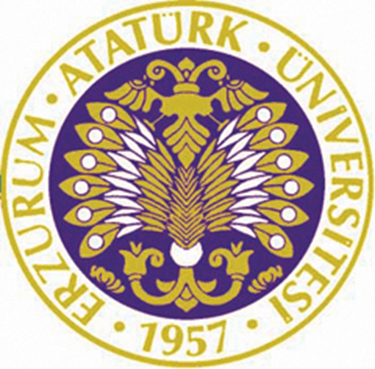 ERZURUM · ATATÜRK · ÜNİVERSİTESİ
· 1957 ·